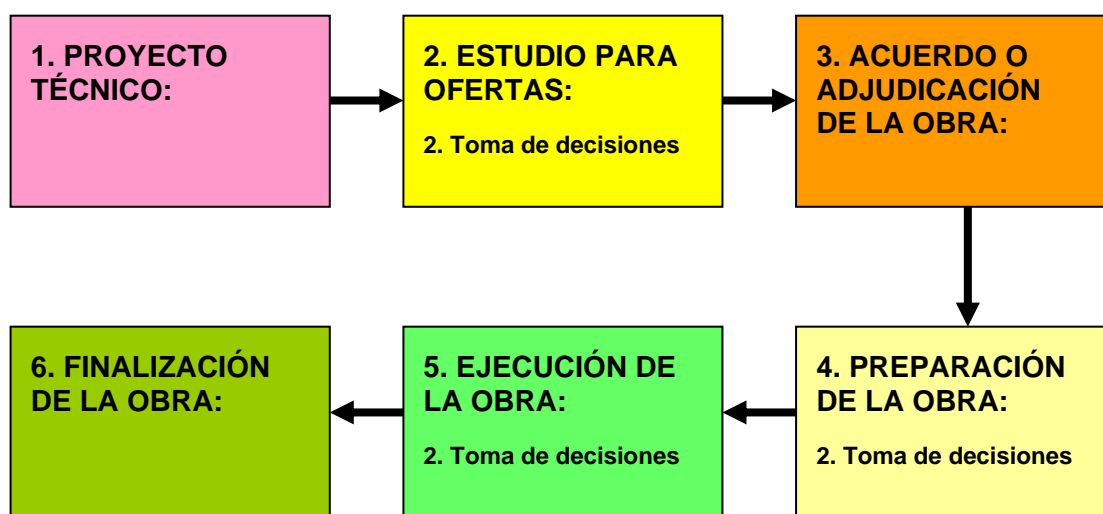 1. PROYECTO
TÉCNICO:
2. ESTUDIO PARA
OFERTAS:
2. Toma de decisiones
3. ACUERDO O
ADJUDICACIÓN
DE LA OBRA:
4. PREPARACIÓN
DE LA OBRA:
2. Toma de decisiones
5. EJECUCIÓN DE
LA OBRA:
2. Toma de decisiones
6. FINALIZACIÓN
DE LA OBRA: